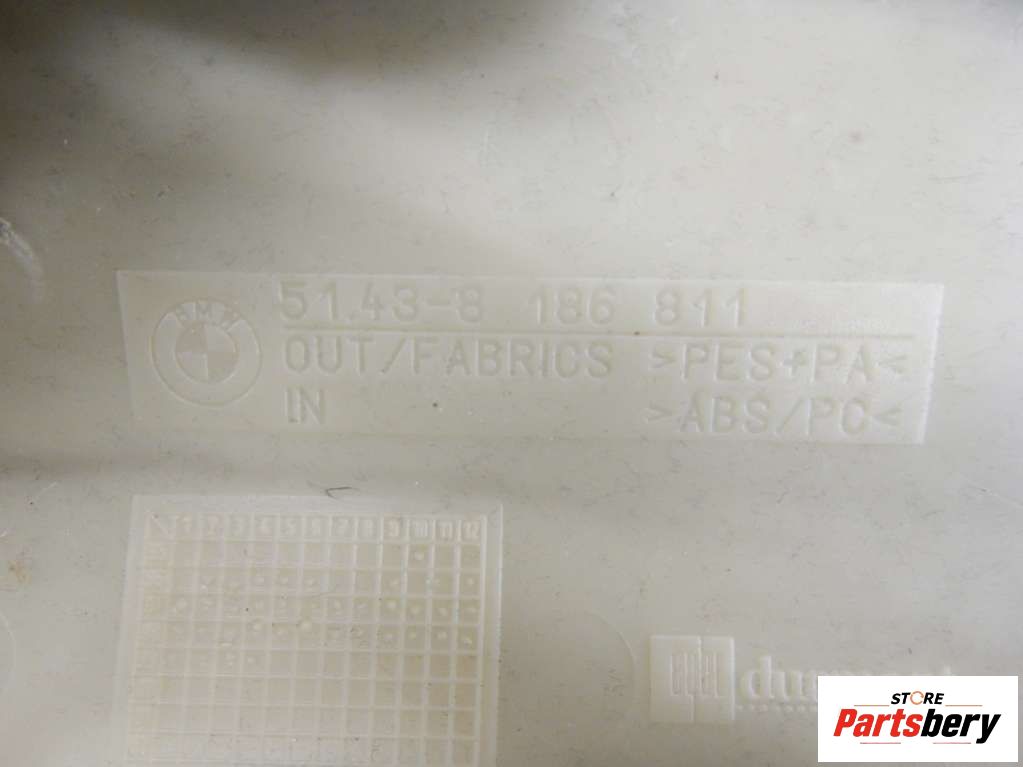 BMW
51.43-8 186 811
OUT/FABRICS >PES+PA<
IN >ABS/PC<
1 2 3 4 5 6 7 8 9 10 11 12
STORE
Partsbery